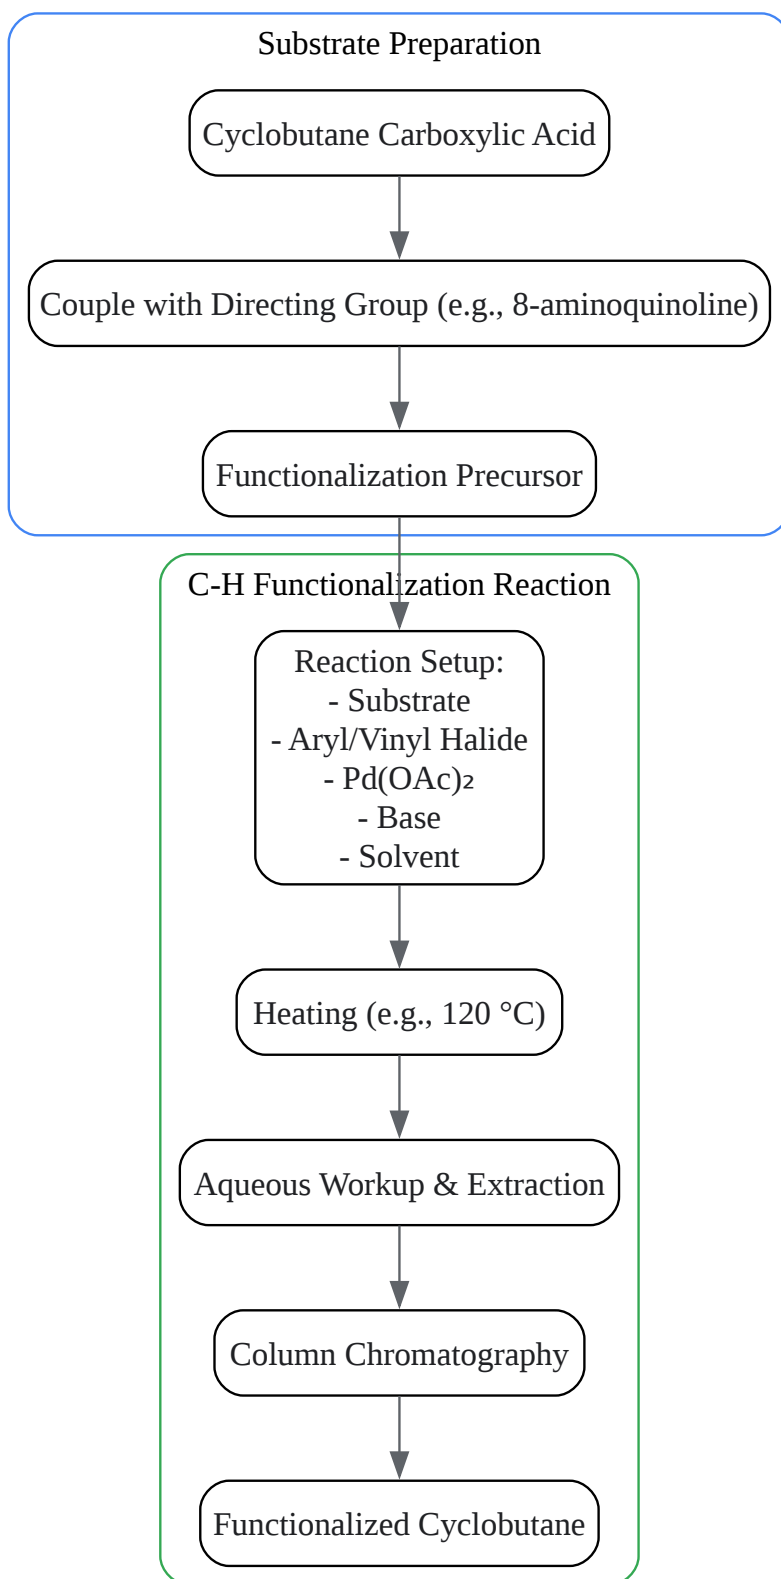 Substrate Preparation
Cyclobutane Carboxylic Acid
Couple with Directing Group (e.g., 8-aminoquinoline)
Functionalization Precursor
C-H Functionalization Reaction
Reaction Setup:
- Substrate
- Aryl/Vinyl Halide
- Pd(OAc)₂
- Base
- Solvent
Heating (e.g., 120 °C)
Aqueous Workup & Extraction
Column Chromatography
Functionalized Cyclobutane